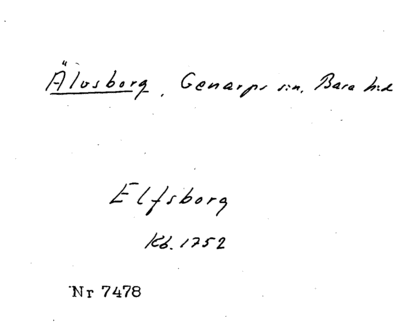 Älvsborg, Genarps sn, Bara hd
Elfsborg
Kb. 1752
Nr 7478